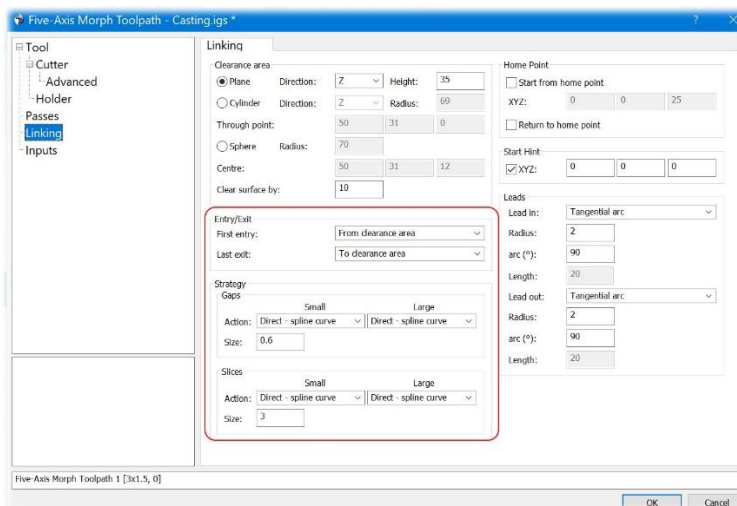 Five-Axis Morph Toolpath - Casting.igs *
? ×
Tool
Cutter
Advanced
Holder
Passes
Linking
Inputs
Linking
Clearance area
Plane Direction: Z Height: 35
Cylinder Direction: Z Radius: 69
Through point: 50 31 0
Sphere Radius: 70
Centre: 50 31 12
Clear surface by: 10
Entry/Exit
First entry: From clearance area
Last exit: To clearance area
Strategy
Gaps
Small Large
Action: Direct - spline curve Direct - spline curve
Size: 0.6
Slices
Small Large
Action: Direct - spline curve Direct - spline curve
Size: 3
Home Point
Start from home point
XYZ: 0 0 25
Return to home point
Start Hint
XYZ: 0 0 0
Leads
Lead in: Tangential arc
Radius: 2
arc (°): 90
Length: 20
Lead out: Tangential arc
Radius: 2
arc (°): 90
Length: 20
Five-Axis Morph Toolpath 1 [3x1.5, 0]
OK Cancel